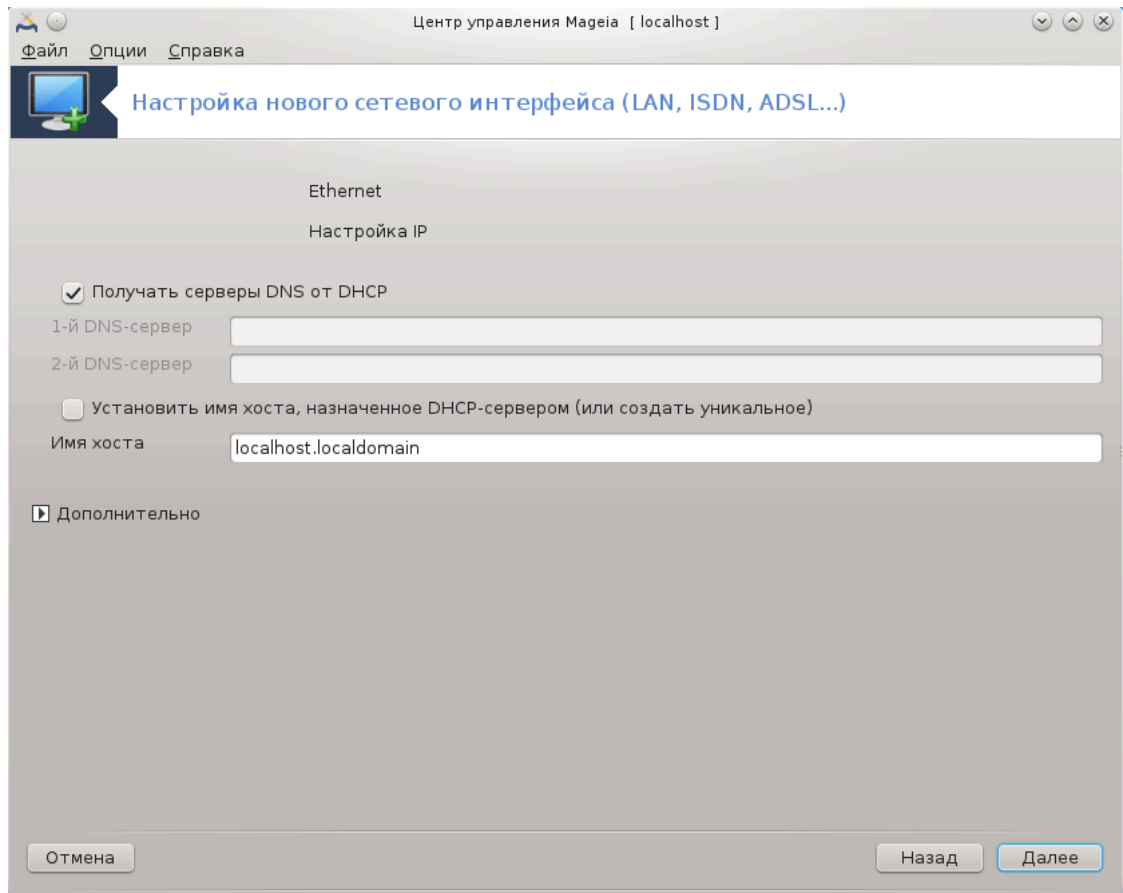 Центр управления Mageia [ localhost ]
Файл Опции Справка
Настройка нового сетевого интерфейса (LAN, ISDN, ADSL...)
Ethernet
Настройка IP
Получать серверы DNS от DHCP
1-й DNS-сервер
2-й DNS-сервер
Установить имя хоста, назначенное DHCP-сервером (или создать уникальное)
Имя хоста localhost.localdomain
Дополнительно
Отмена Назад Далее